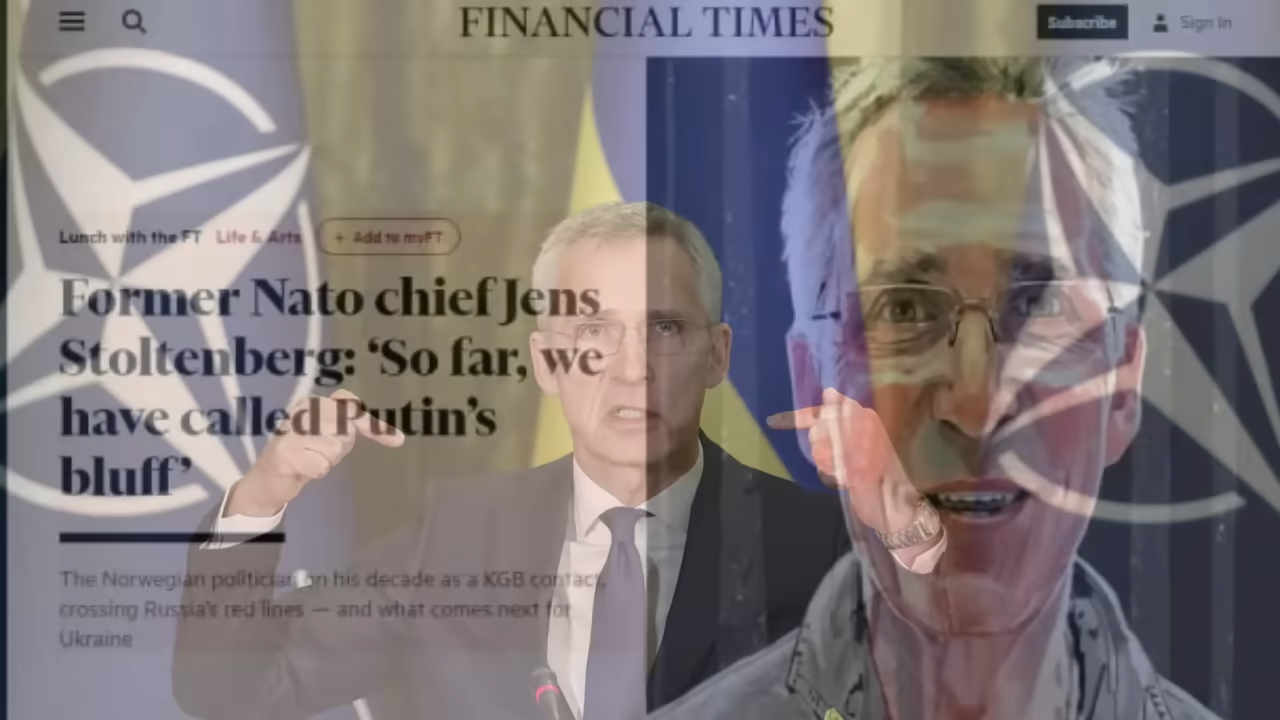 FINANCIAL TIMES
Subscribe
Sign In
Lunch with the FT Life & Arts + Add to myFT
Former Nato chief Jens
Stoltenberg: ‘So far, we
have called Putin’s
bluff’
The Norwegian politician on his decade as a KGB contact,
crossing Russia’s red lines — and what comes next for
Ukraine